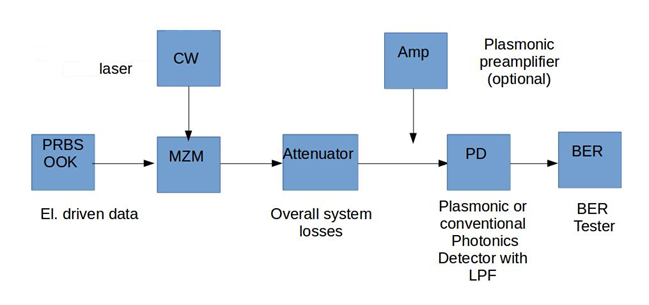 laser
CW
Amp
Plasmonic
preamplifier
(optional)
PRBS
OOK
MZM
Attenuator
PD
BER
El. driven data
Overall system
losses
Plasmonic or
conventional
Photonics
Detector with
LPF
BER
Tester